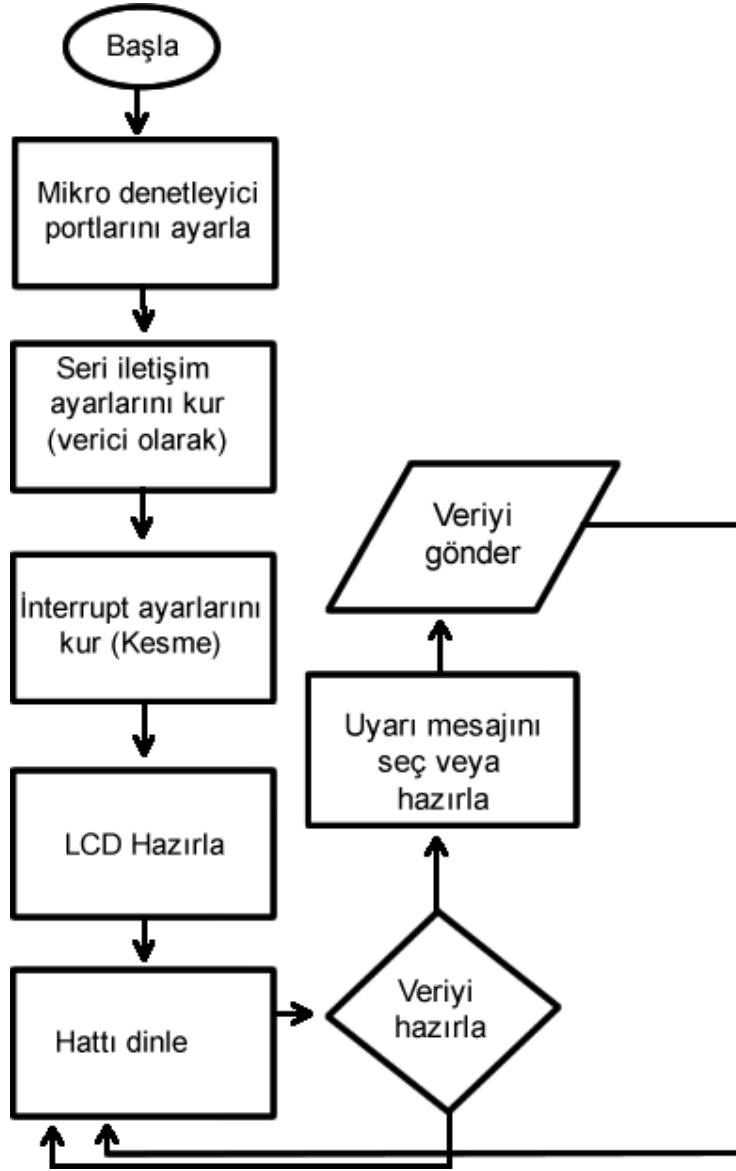 Başla
Mikro denetleyici
portlarını ayarla
Seri iletişim
ayarlarını kur
(verici olarak)
İnterrupt ayarlarını
kur (Kesme)
LCD Hazırla
Hattı dinle
Veriyi
hazırla
Uyarı mesajını
seç veya
hazırla
Veriyi
gönder